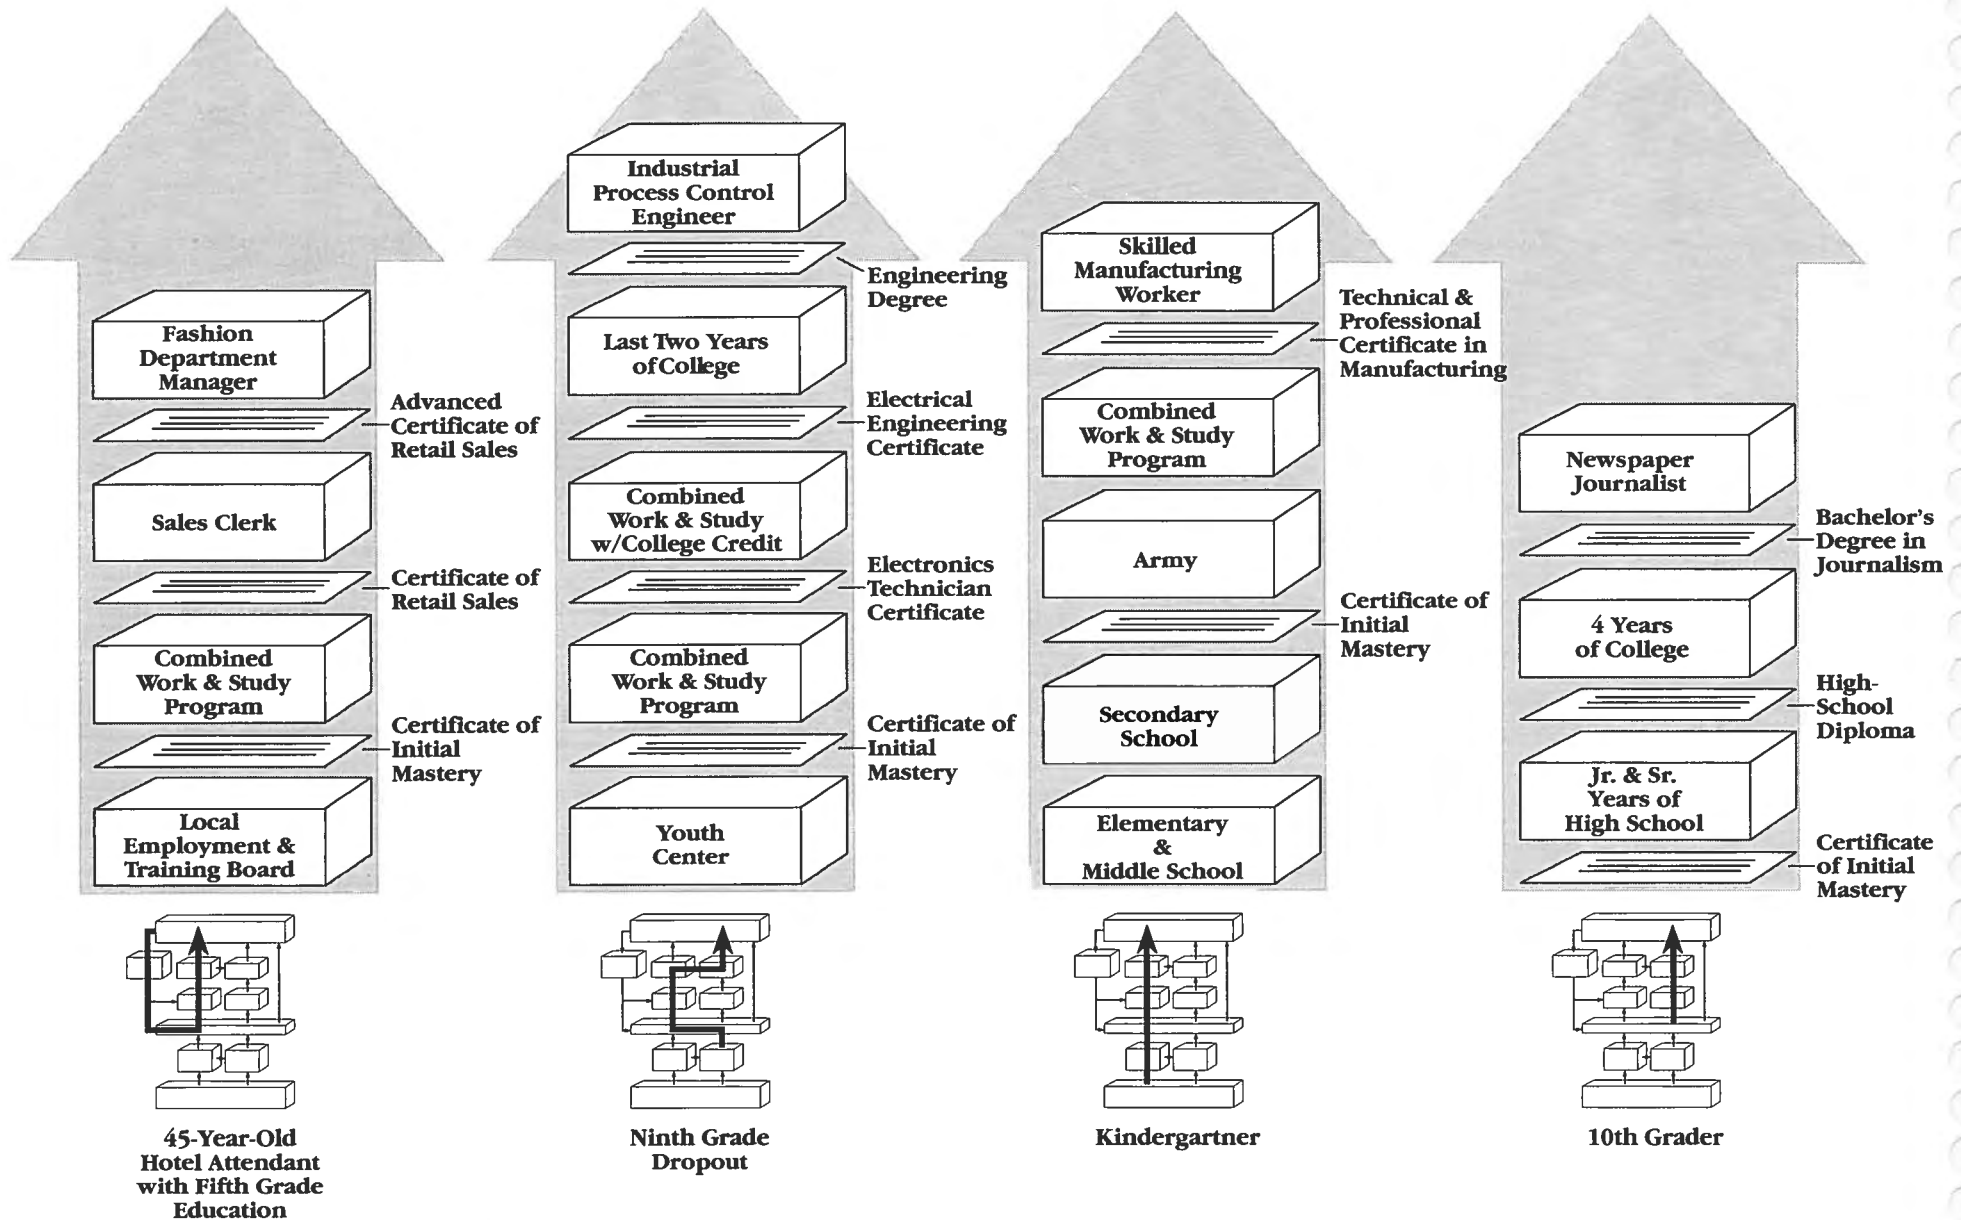 Fashion
Department
Manager
Advanced
Certificate of
Retail Sales
Sales Clerk
Certificate of
Retail Sales
Combined
Work & Study
Program
Certificate of
Initial
Mastery
Local
Employment &
Training Board
45-Year-Old
Hotel Attendant
with Fifth Grade
Education
Industrial
Process Control
Engineer
Engineering
Degree
Last Two Years
of College
Electrical
Engineering
Certificate
Combined
Work & Study
w/College Credit
Electronics
Technician
Certificate
Combined
Work & Study
Program
Certificate of
Initial
Mastery
Youth
Center
Ninth Grade
Dropout
Skilled
Manufacturing
Worker
Technical &
Professional
Certificate in
Manufacturing
Combined
Work & Study
Program
Army
Certificate of
Initial
Mastery
Secondary
School
Elementary
&
Middle School
Kindergartner
Newspaper
Journalist
Bachelor's
Degree in
Journalism
4 Years
of College
High-
School
Diploma
Jr. & Sr.
Years of
High School
Certificate
of Initial
Mastery
10th Grader